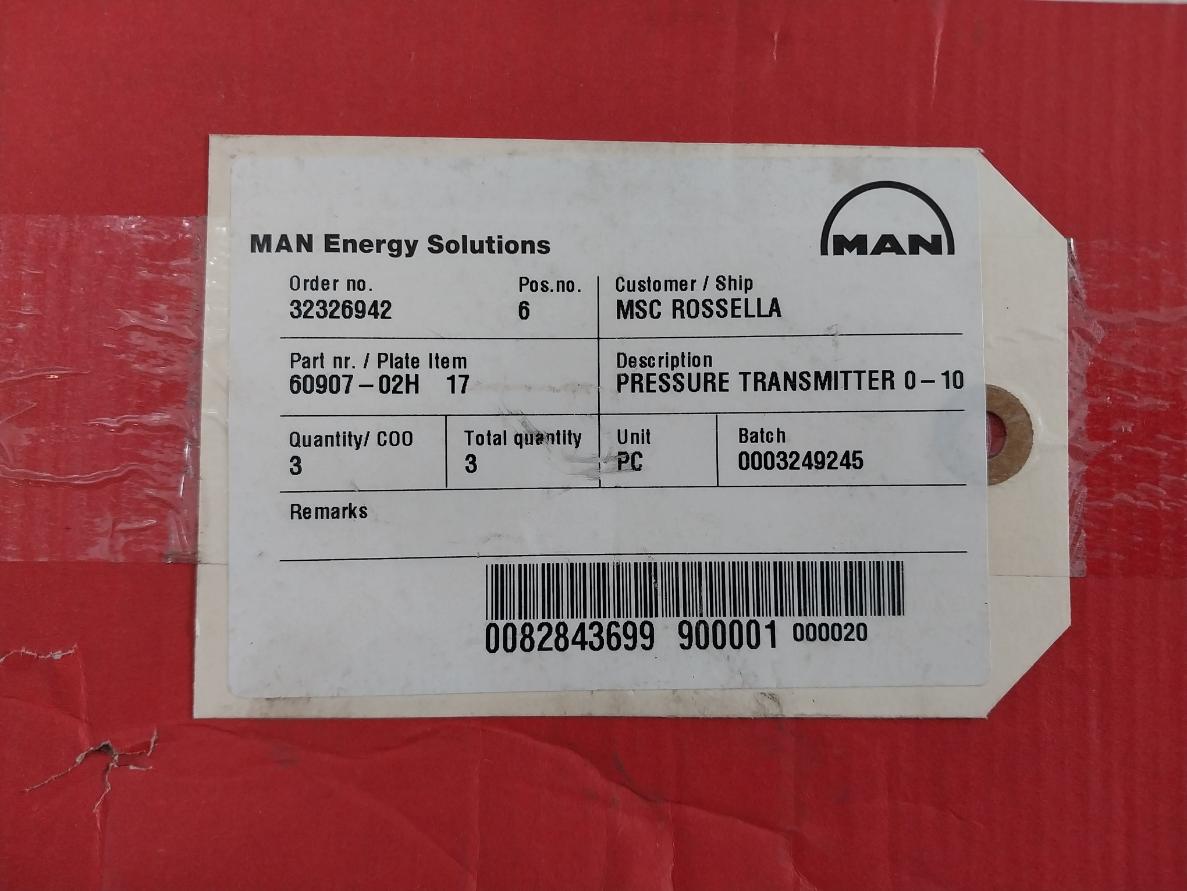 MAN Energy Solutions
MAN
Order no. Pos.no. Customer / Ship
32326942 6 MSC ROSSELLA
Part nr. / Plate Item Description
60907-02H 17 PRESSURE TRANSMITTER 0-10
Quantity/ COO Total quantity Unit Batch
3 3 PC 0003249245
Remarks
0082843699 900001 000020